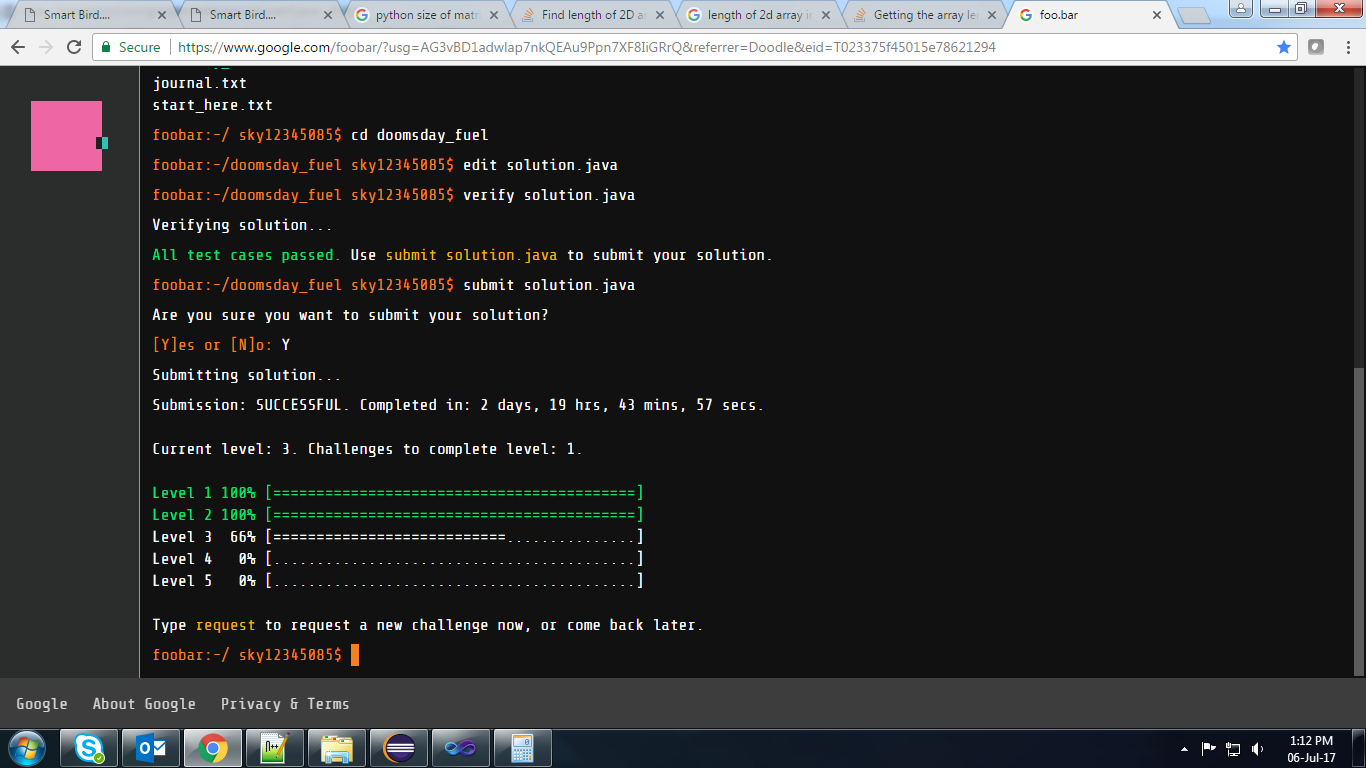 Smart Bird....
Smart Bird....
python size of matr
Find length of 2D a
length of 2d array i
Getting the array le
foo.bar
Secure
https://www.google.com/foobar/?usg=AG3vBD1adwlap7nkQEAu9Ppn7XF8IiGRrQ&referrer=Doodle&eid=T023375f45015e78621294
journal.txt
start_here.txt
foobar:~/ sky12345085$ cd doomsday_fuel
foobar:~/doomsday_fuel sky12345085$ edit solution.java
foobar:~/doomsday_fuel sky12345085$ verify solution.java
Verifying solution...
All test cases passed. Use submit solution.java to submit your solution.
foobar:~/doomsday_fuel sky12345085$ submit solution.java
Are you sure you want to submit your solution?
[Y]es or [N]o: Y
Submitting solution...
Submission: SUCCESSFUL. Completed in: 2 days, 19 hrs, 43 mins, 57 secs.
Current level: 3. Challenges to complete level: 1.
Level 1 100% [==========================================]
Level 2 100% [==========================================]
Level 3 66% [===========================...............]
Level 4 0% [..........................................]
Level 5 0% [..........................................]
Type request to request a new challenge now, or come back later.
foobar:~/ sky12345085$
Google About Google Privacy & Terms
1:12 PM
06-Jul-17